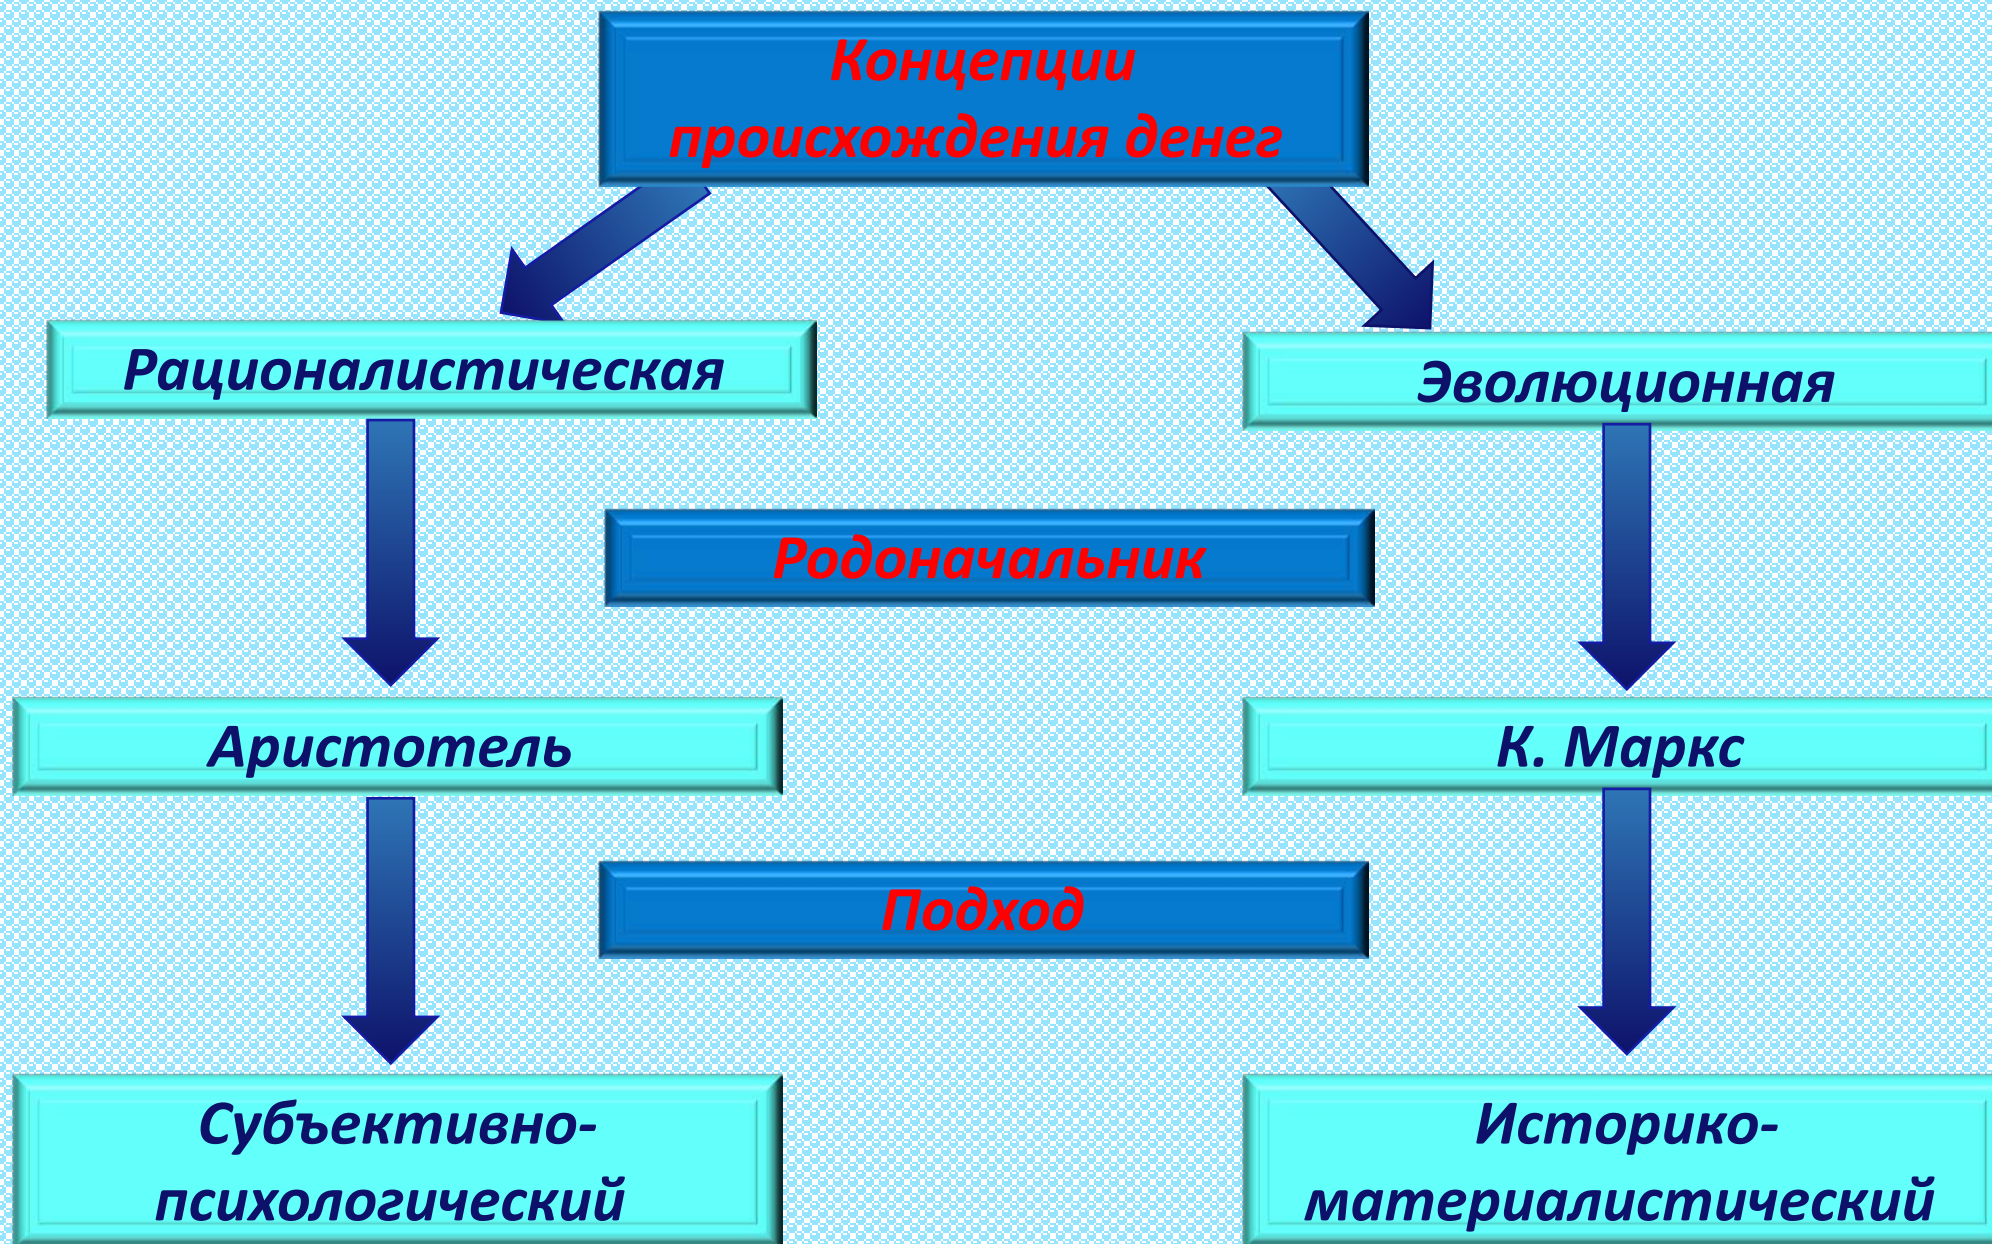 Концепции
происхождения денег
Рационалистическая
Эволюционная
Родоначальник
Аристотель
К. Маркс
Подход
Субъективно-
психологический
Историко-
материалистический